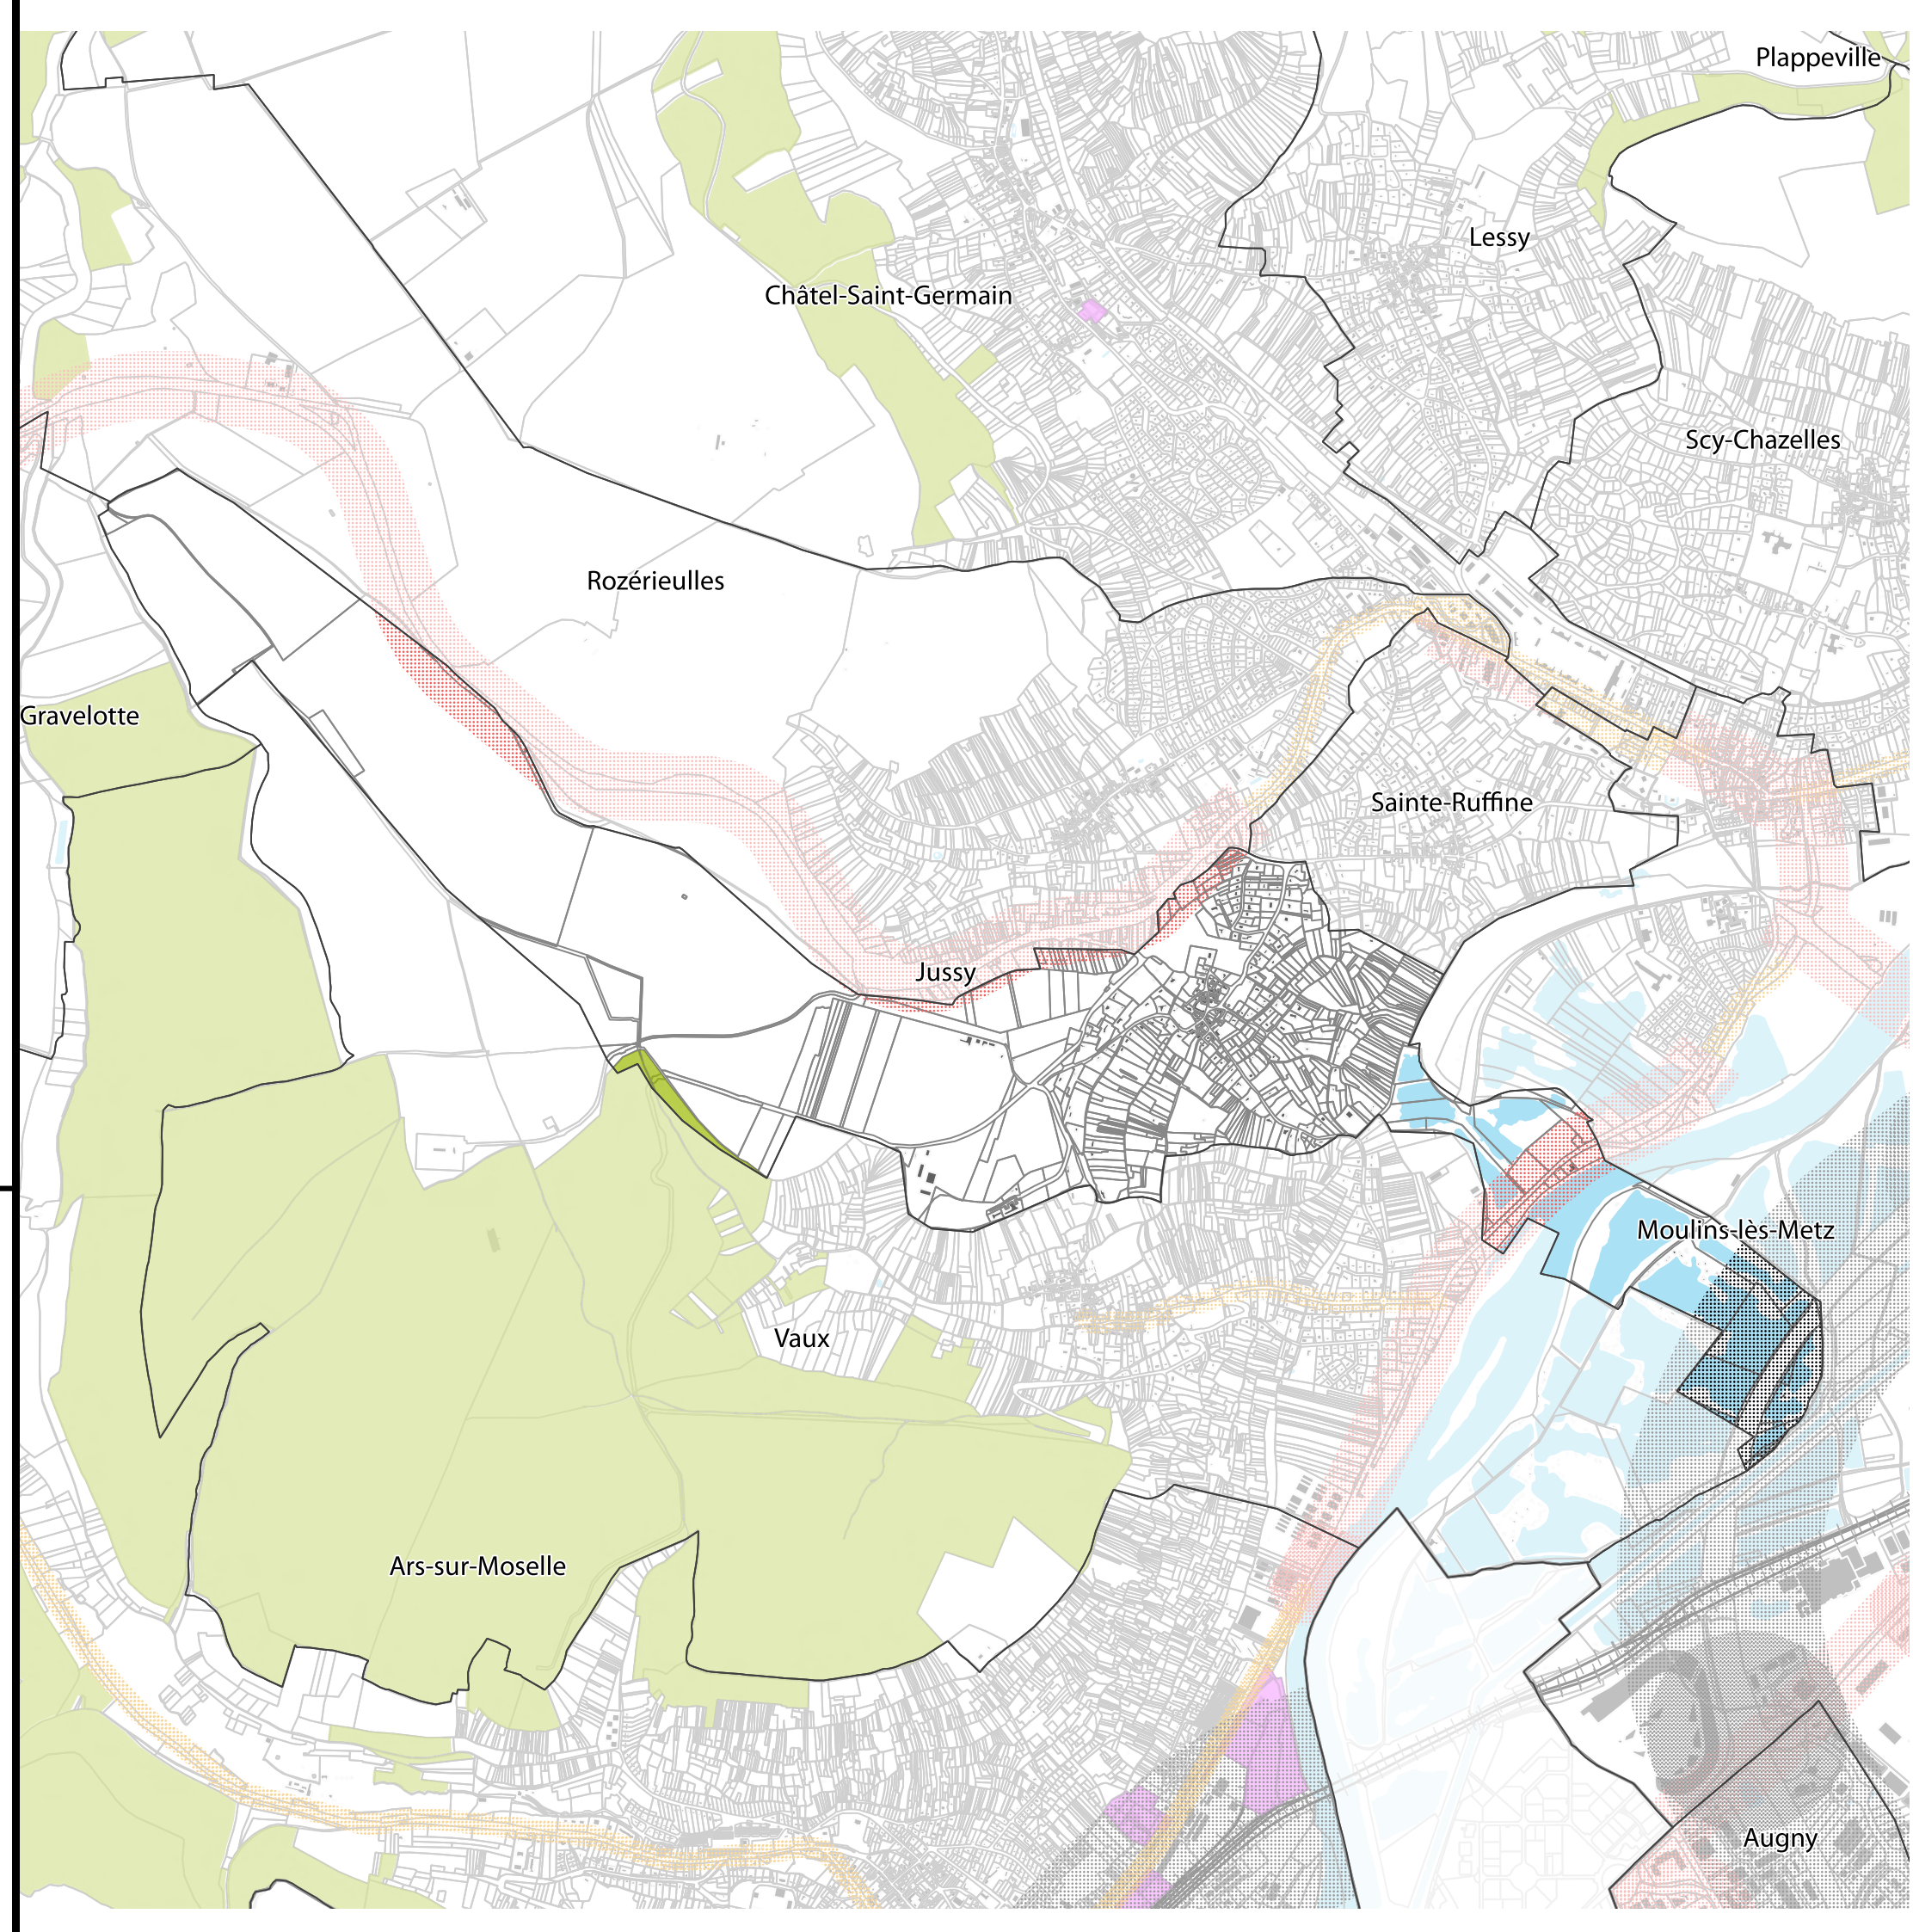 Plappeville
Lessy
Châtel-Saint-Germain
Scy-Chazelles
Rozérieulles
Gravelotte
Sainte-Ruffine
Jussy
Moulins-lès-Metz
Vaux
Ars-sur-Moselle
Augny